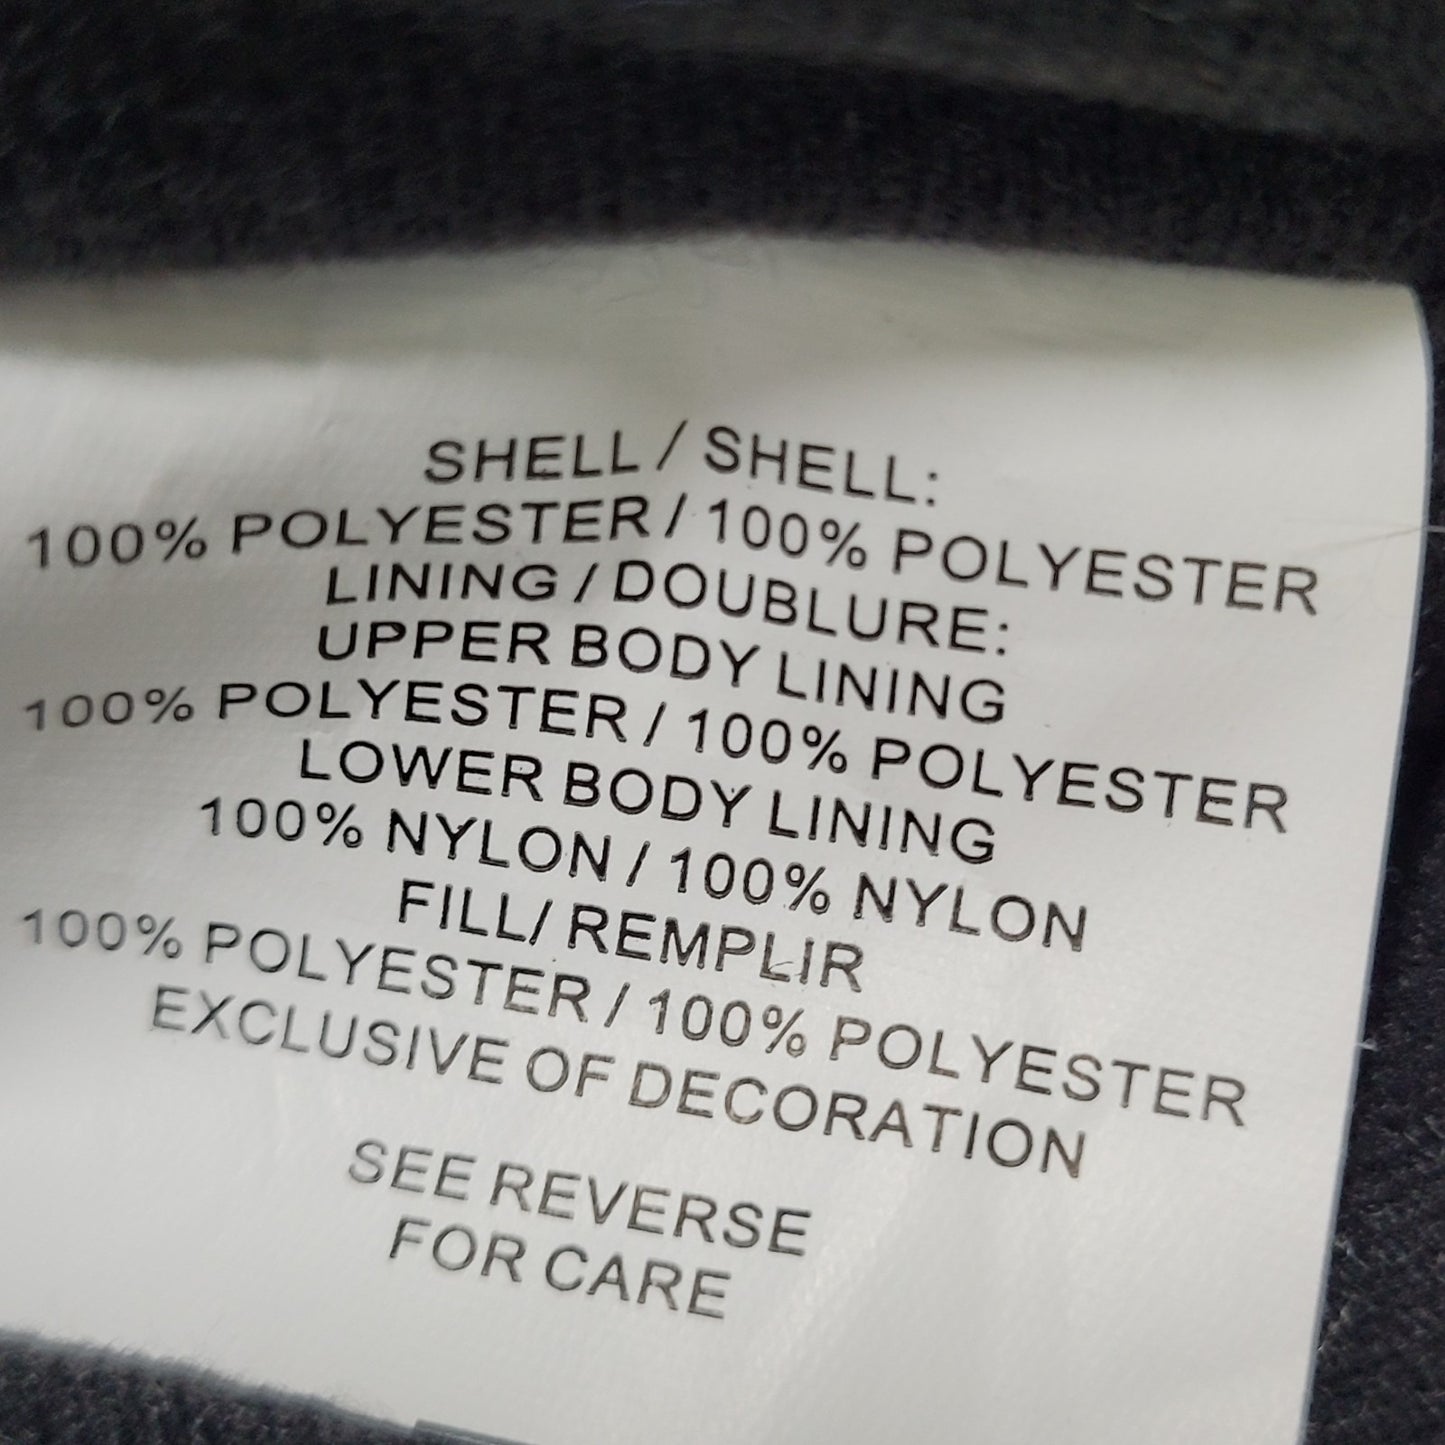 SHELL / SHELL:
100% POLYESTER / 100% POLYESTER
LINING / DOUBLURE:
UPPER BODY LINING
100% POLYESTER / 100% POLYESTER
LOWER BODY LINING
100% NYLON / 100% NYLON
FILL/ REMPLIR
100% POLYESTER / 100% POLYESTER
EXCLUSIVE OF DECORATION
SEE REVERSE
FOR CARE